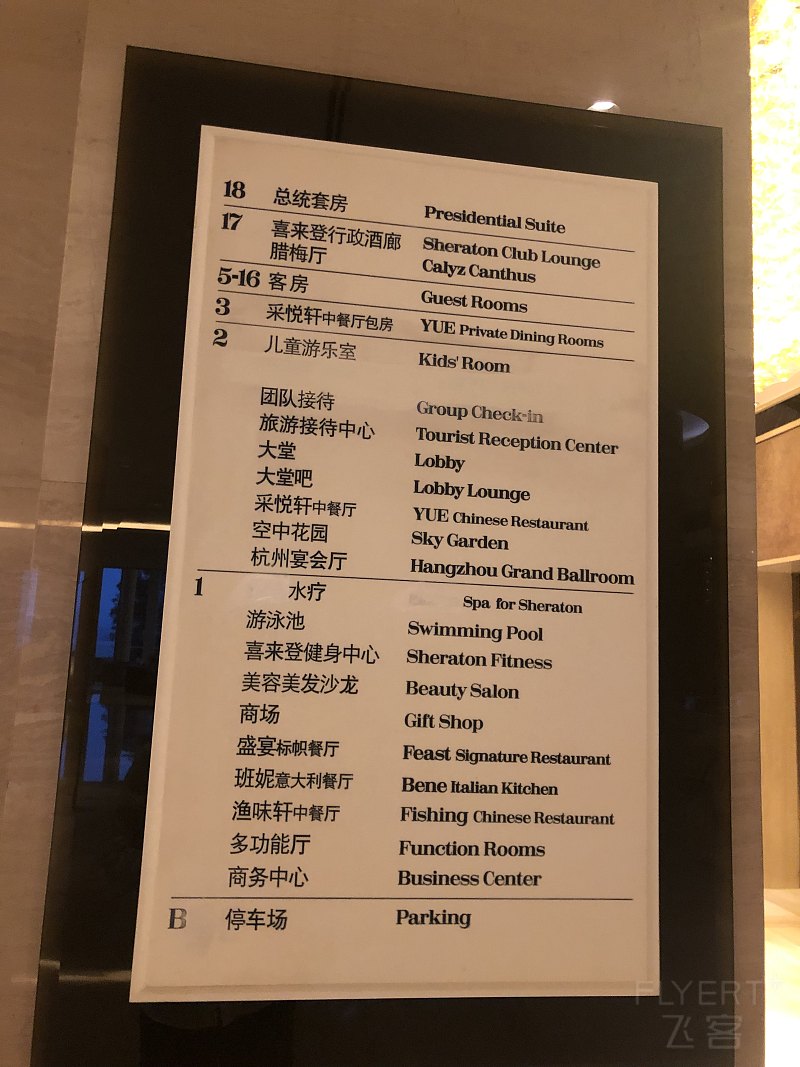 18 总统套房 Presidential Suite
17 喜来登行政酒廊 Sheraton Club Lounge
腊梅厅 Calyz Canthus
5-16 客房 Guest Rooms
3 采悦轩中餐厅包房 YUE Private Dining Rooms
2 儿童游乐室 Kids' Room
团队接待 Group Check-in
旅游接待中心 Tourist Reception Center
大堂 Lobby
大堂吧 Lobby Lounge
采悦轩中餐厅 YUE Chinese Restaurant
空中花园 Sky Garden
杭州宴会厅 Hangzhou Grand Ballroom
1 水疗 Spa for Sheraton
游泳池 Swimming Pool
喜来登健身中心 Sheraton Fitness
美容美发沙龙 Beauty Salon
商场 Gift Shop
盛宴标帜餐厅 Feast Signature Restaurant
班妮意大利餐厅 Bene Italian Kitchen
渔味轩中餐厅 Fishing Chinese Restaurant
多功能厅 Function Rooms
商务中心 Business Center
B 停车场 Parking
FLYERT
飞客